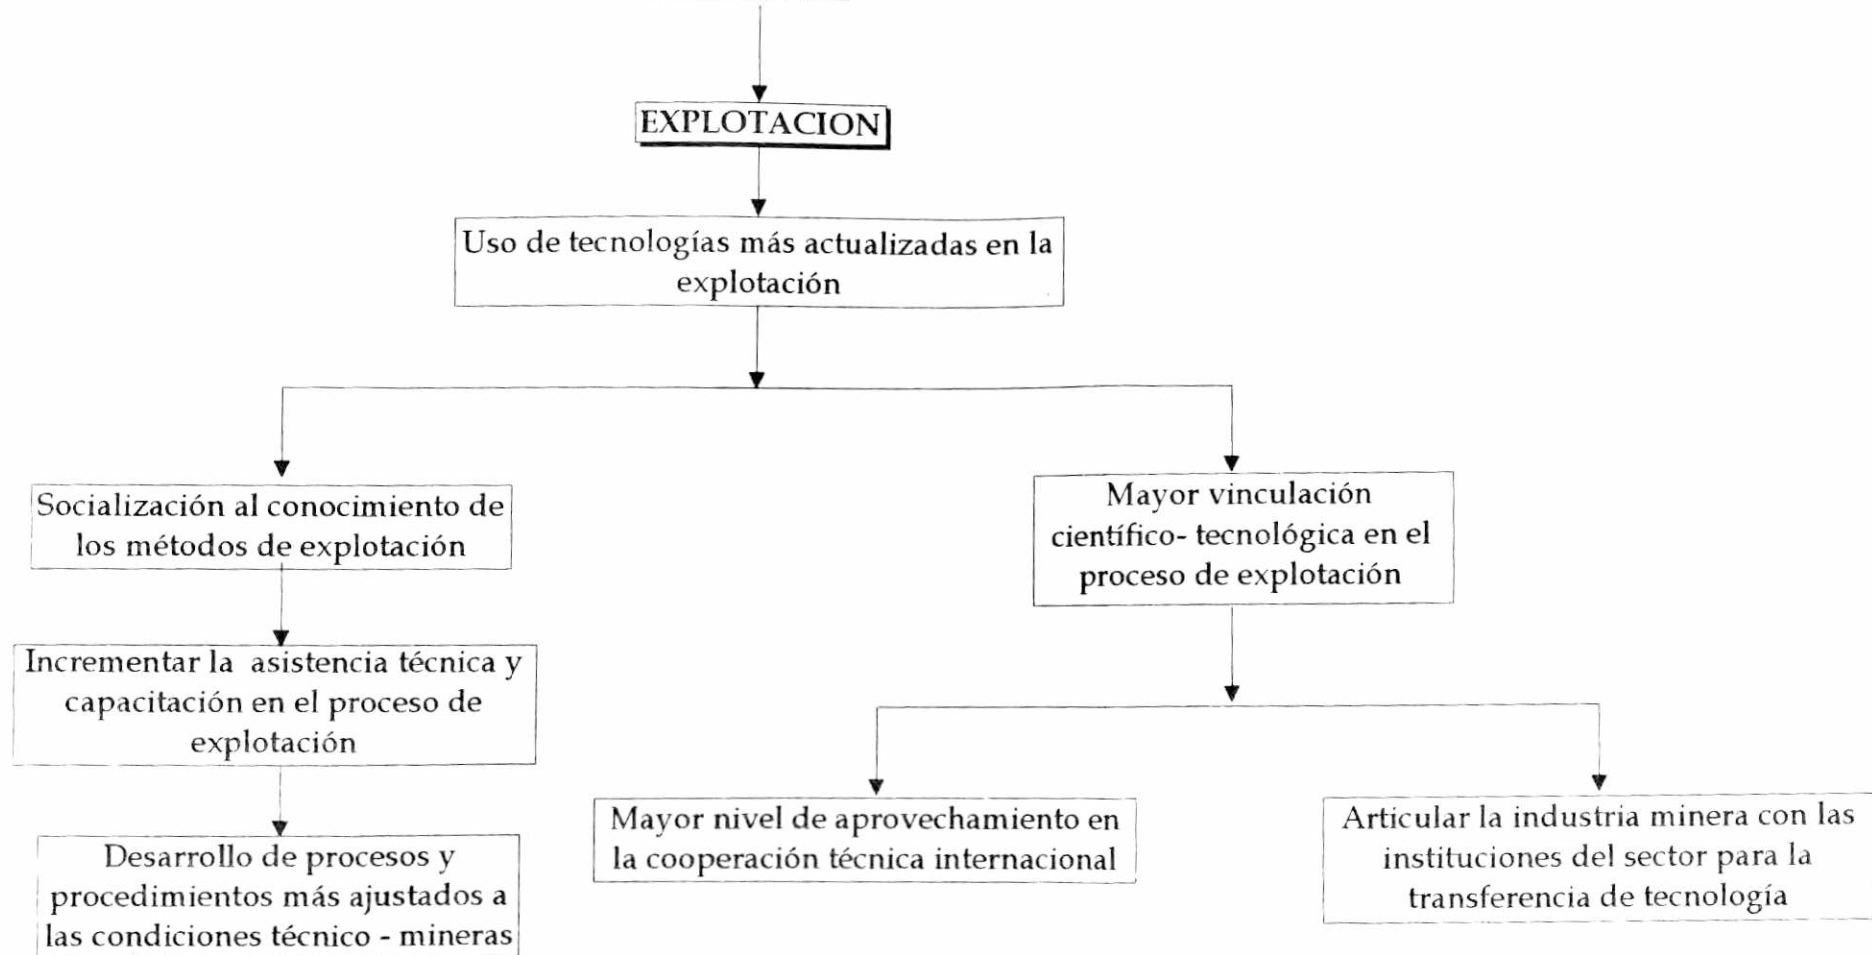 EXPLOTACION
Uso de tecnologías más actualizadas en la
explotación
Socialización al conocimiento de
los métodos de explotación
Mayor vinculación
científico- tecnológica en el
proceso de explotación
Incrementar la asistencia técnica y
capacitación en el proceso de
explotación
Mayor nivel de aprovechamiento en
la cooperación técnica internacional
Articular la industria minera con las
instituciones del sector para la
transferencia de tecnología
Desarrollo de procesos y
procedimientos más ajustados a
las condiciones técnico - mineras